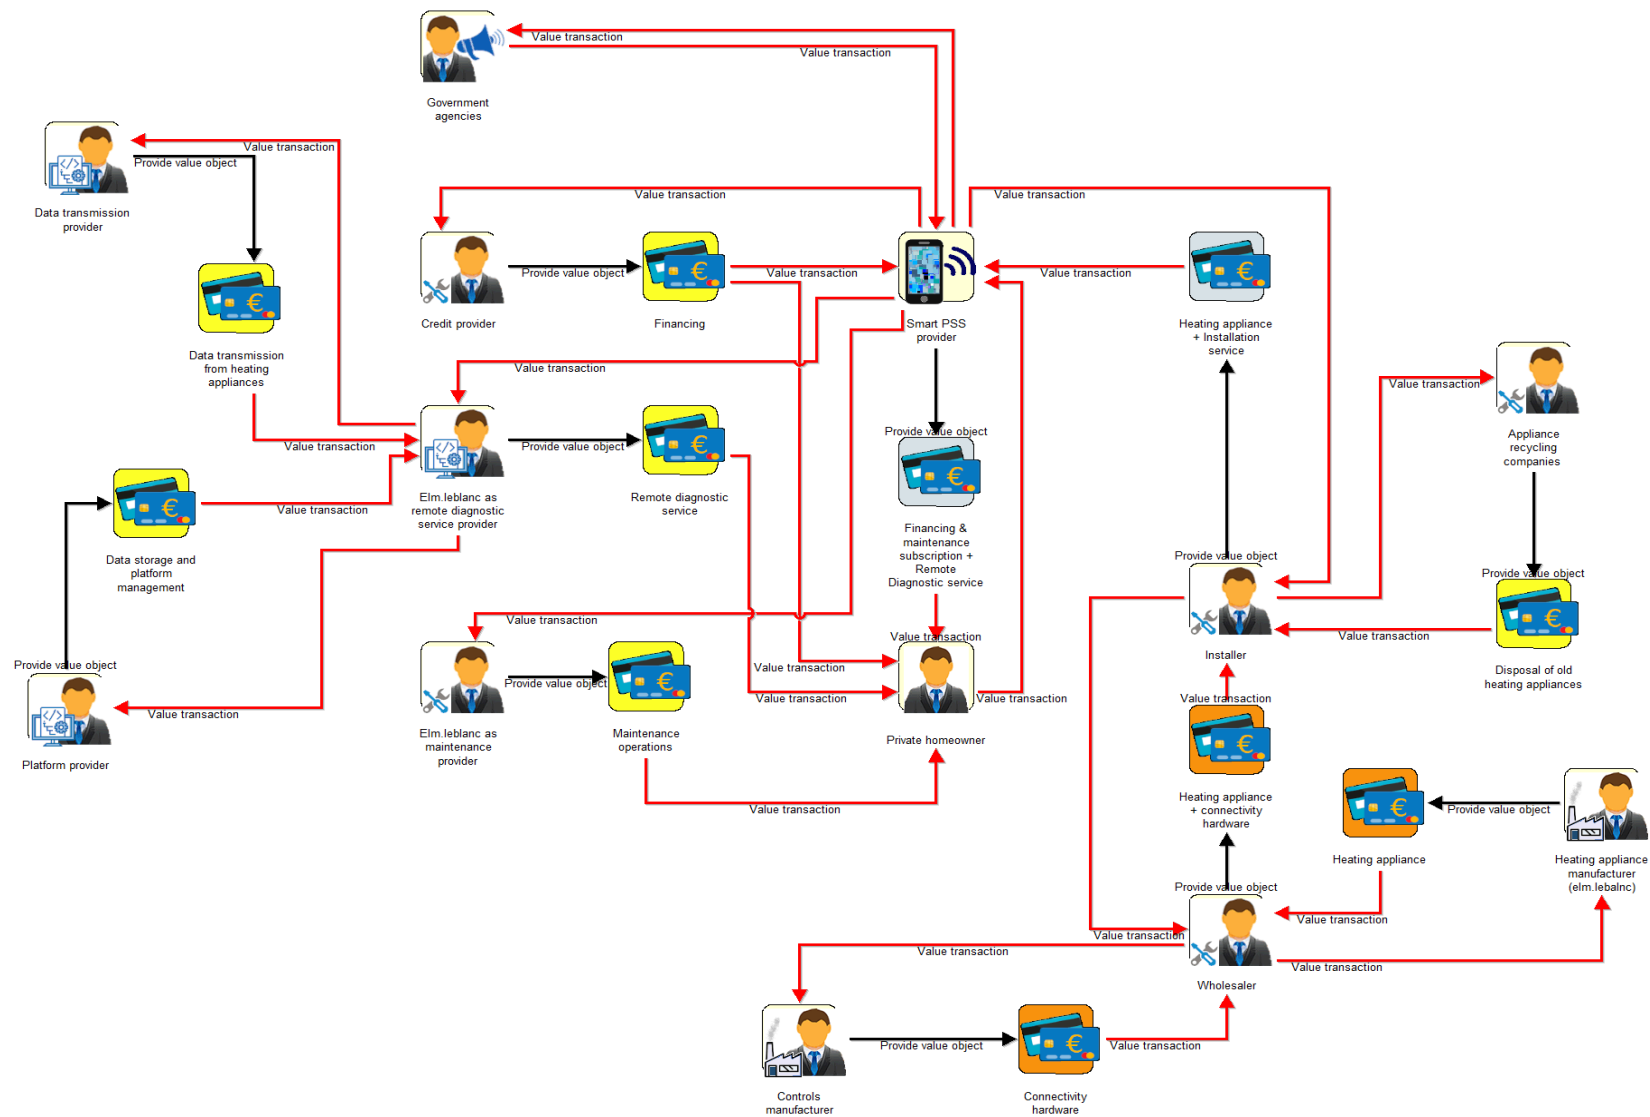 Value transaction
Value transaction
Government
agencies
Value transaction
Provide value object
Data transmission
provider
Value transaction
Value transaction
Provide value object
Value transaction
Value transaction
Credit provider
Financing
Smart PSS
provider
Heating appliance
+ Installation
service
Data transmission
from heating
appliances
Value transaction
Value transaction
Value transaction
Provide value object
Provide value object
Appliance
recycling
companies
Value transaction
Elm.leblanc as
remote diagnostic
service provider
Remote diagnostic
service
Financing &
maintenance
subscription +
Remote
Diagnostic service
Data storage and
platform
management
Provide value object
Provide value object
Value transaction
Value transaction
Value transaction
Installer
Provide value object
Value transaction
Provide value object
Value transaction
Value transaction
Value transaction
Value transaction
Disposal of old
heating appliances
Value transaction
Platform provider
Elm.leblanc as
maintenance
provider
Maintenance
operations
Private homeowner
Value transaction
Heating appliance
+ connectivity
hardware
Provide value object
Heating appliance
Heating appliance
manufacturer
(elm.lebalnc)
Provide value object
Value transaction
Value transaction
Value transaction
Value transaction
Wholesaler
Provide value object
Value transaction
Controls
manufacturer
Connectivity
hardware